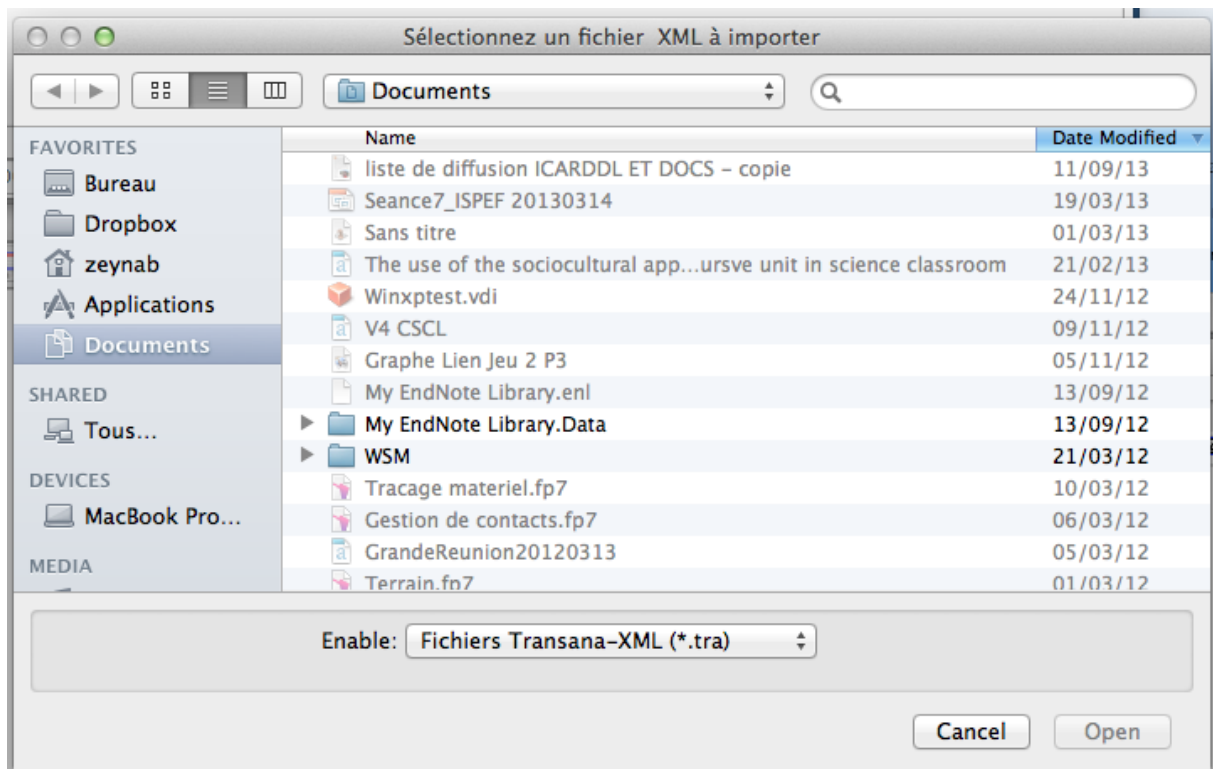 Sélectionnez un fichier  XML à importer
Documents
Name Date Modified
FAVORITES
Bureau
Dropbox
zeynab
Applications
Documents
SHARED
Tous...
DEVICES
MacBook Pro...
MEDIA
liste de diffusion ICARDDL ET DOCS – copie 11/09/13
Seance7_ISPEF 20130314 19/03/13
Sans titre 01/03/13
The use of the sociocultural app...ursve unit in science classroom 21/02/13
Winxptest.vdi 24/11/12
V4 CSCL 09/11/12
Graphe Lien Jeu 2 P3 05/11/12
My EndNote Library.enl 13/09/12
My EndNote Library.Data 13/09/12
WSM 21/03/12
Tracage materiel.fp7 10/03/12
Gestion de contacts.fp7 06/03/12
GrandeReunion20120313 05/03/12
Terrain.fp7 01/03/12
Enable: Fichiers Transana-XML (*.tra)
Cancel Open